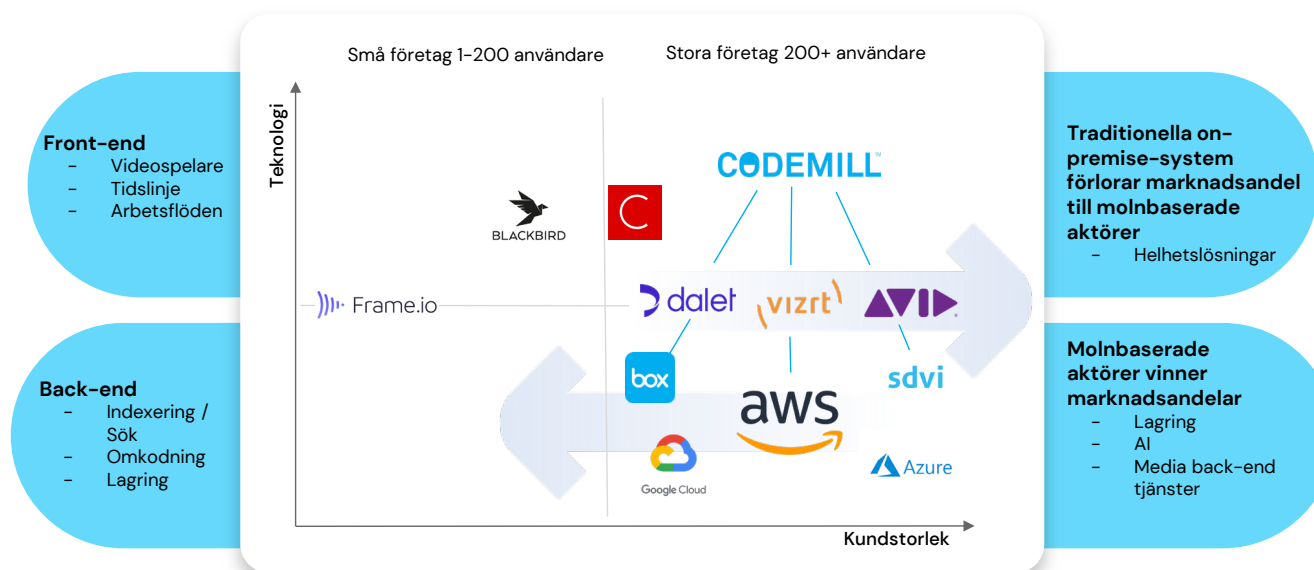 Små företag 1-200 användare
Stora företag 200+ användare
Teknologi
Front-end
- Videospelare
- Tidslinje
- Arbetsflöden
Back-end
- Indexering /
Sök
- Omkodning
- Lagring
CODEMILL™
BLACKBIRD
C
Frame.io
dalet
vizrt
AVID®
box
aws
sdvi
Google Cloud
Azure
Kundstorlek
Traditionella on-
premise-system
förlorar marknadsandel
till molnbaserade
aktörer
- Helhetslösningar
Molnbaserade
aktörer vinner
marknadsandelar
- Lagring
- AI
- Media back-end
tjänster